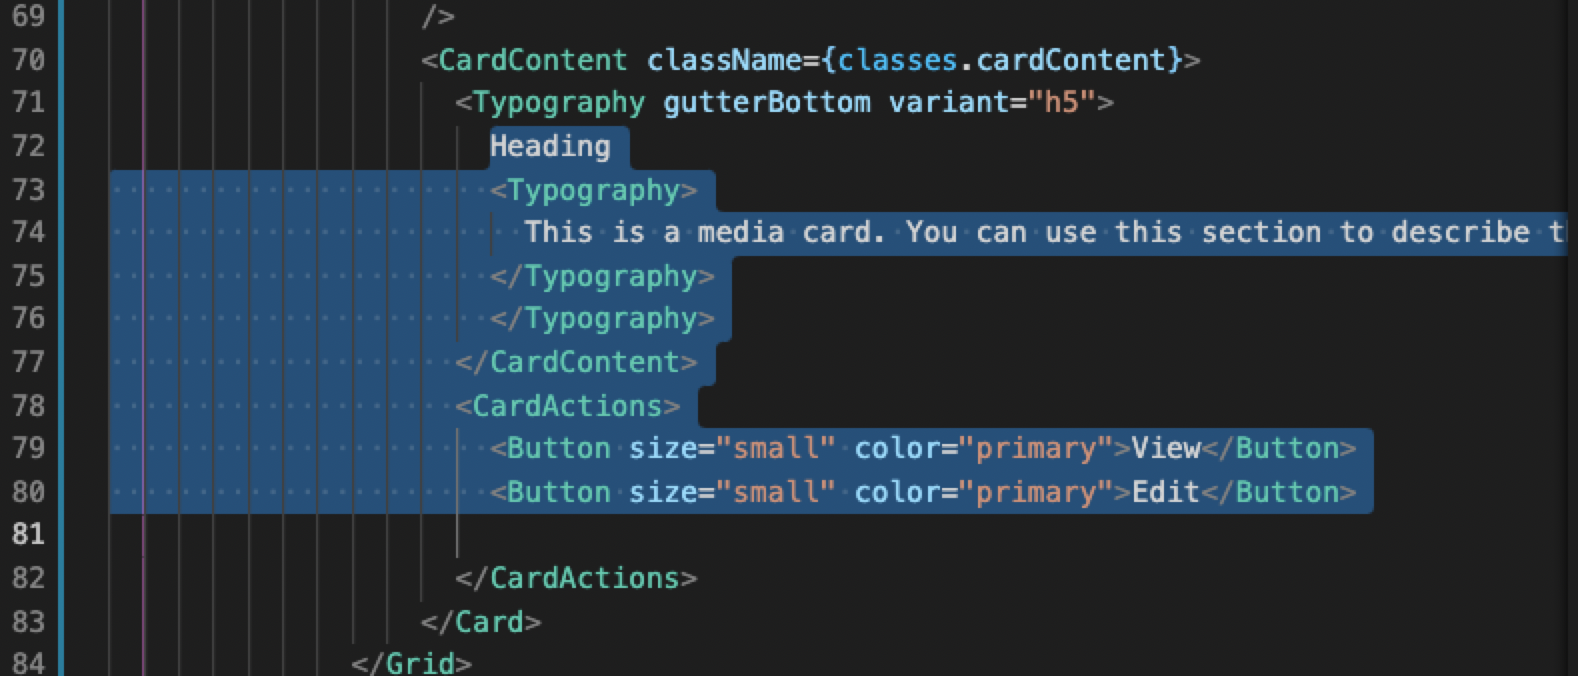 69 />
70 <CardContent className={classes.cardContent}>
71 <Typography gutterBottom variant="h5">
72 Heading
73 <Typography>
74 This is a media card. You can use this section to describe
75 </Typography>
76 </Typography>
77 </CardContent>
78 <CardActions>
79 <Button size="small" color="primary">View</Button>
80 <Button size="small" color="primary">Edit</Button>
81
82 </CardActions>
83 </Card>
84 </Grid>